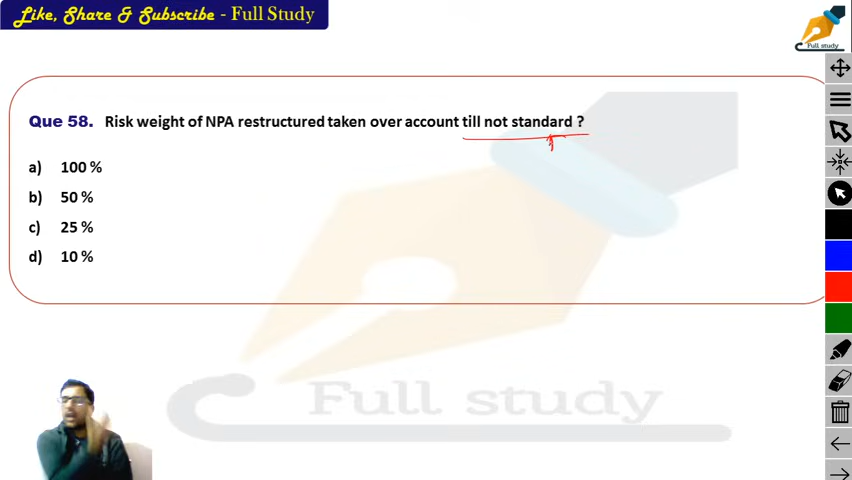 Like, Share & Subscribe - Full Study
Full study
Que 58. Risk weight of NPA restructured taken over account till not standard ?
a) 100 %
b) 50 %
c) 25 %
d) 10 %
Full study